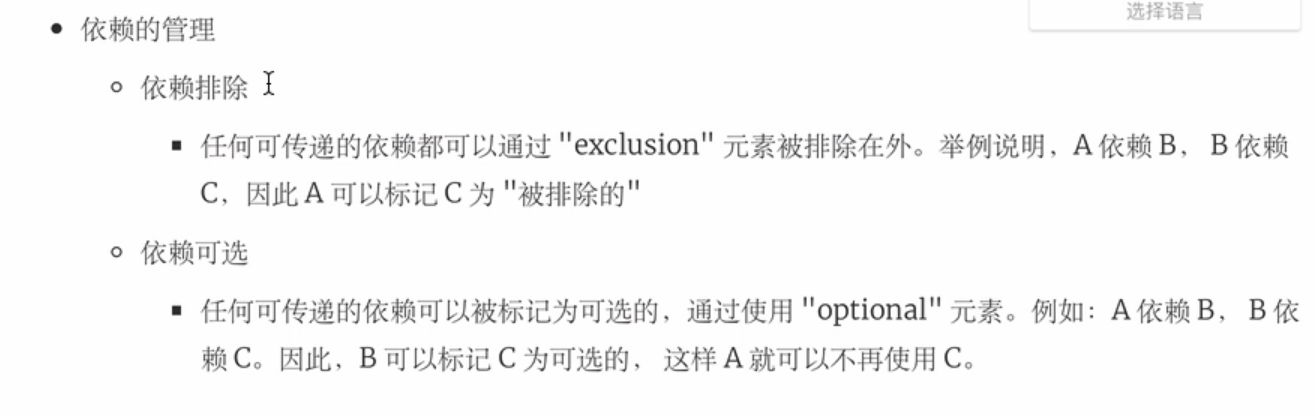 选择语言
依赖的管理
依赖排除
任何可传递的依赖都可以通过 "exclusion" 元素被排除在外。举例说明，A 依赖 B， B 依赖
C，因此 A 可以标记 C 为 "被排除的"
依赖可选
任何可传递的依赖可以被标记为可选的，通过使用 "optional" 元素。例如：A 依赖 B， B 依
赖 C。因此，B 可以标记 C 为可选的， 这样 A 就可以不再使用 C。